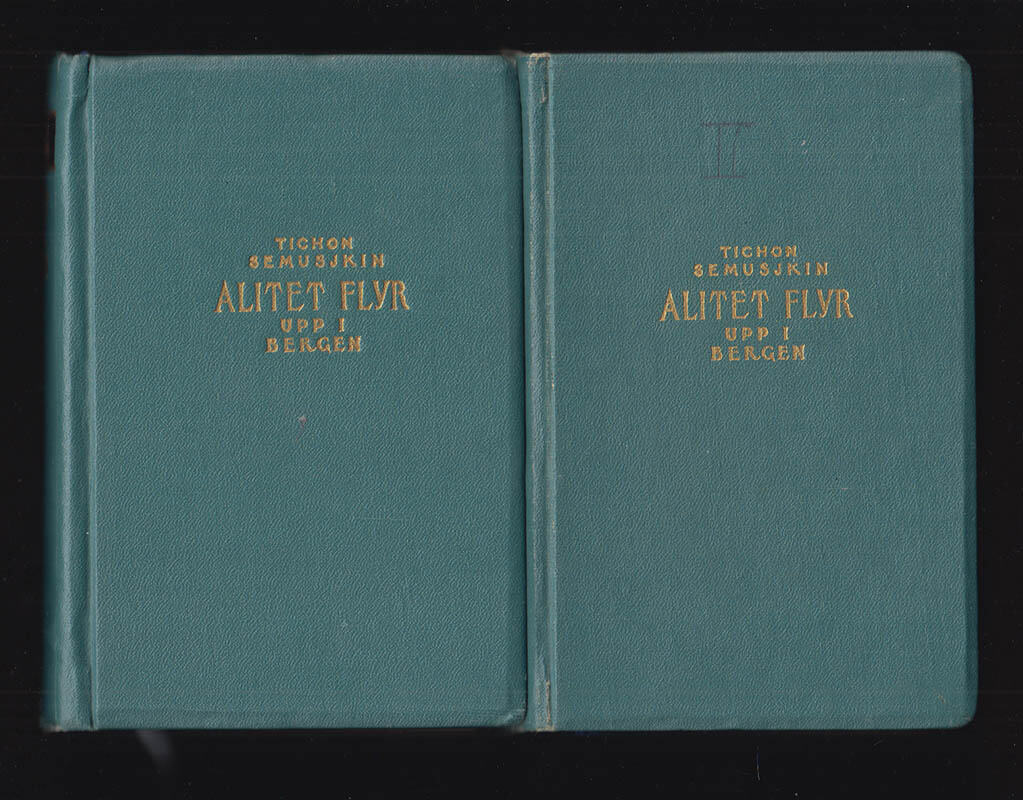 TICHON
SEMUSJKIN
ALITET FLYR
UPP I
BERGEN
II
TICHON
SEMUSJKIN
ALITET FLYR
UPP I
BERGEN